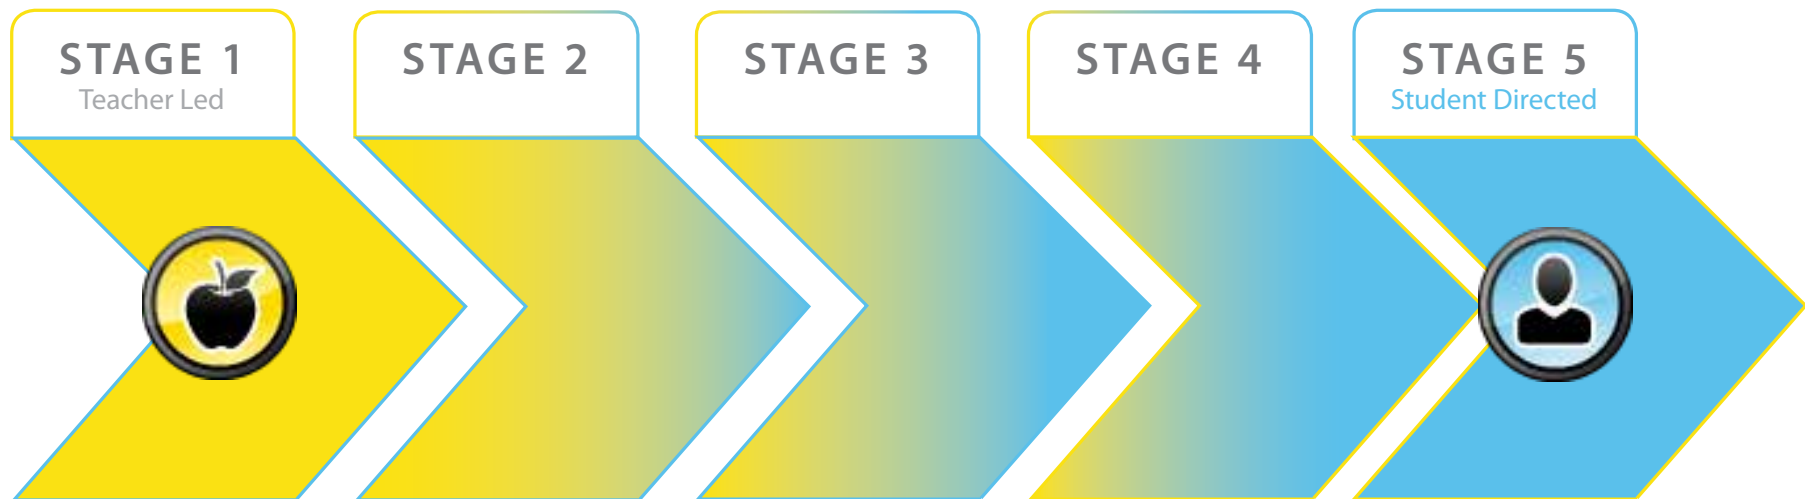 STAGE 1
Teacher Led
STAGE 2
STAGE 3
STAGE 4
STAGE 5
Student Directed